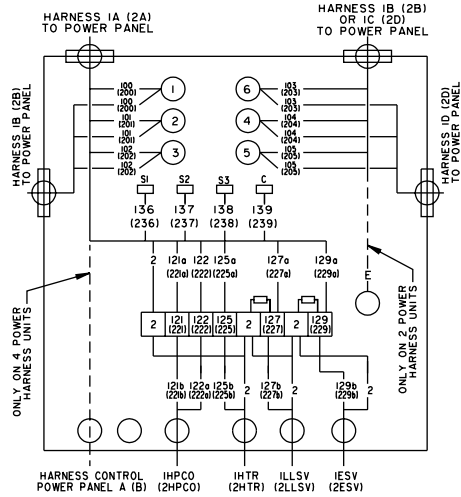 HARNESS 1A (2A)
TO POWER PANEL
HARNESS 1B (2B)
OR 1C (2D)
TO POWER PANEL
HARNESS 1B (2B)
TO POWER PANEL
HARNESS 1D (2D)
TO POWER PANEL
100
(200)
100
(200)
101
(201)
101
(201)
102
(202)
102
(202)
1
2
3
6
4
5
103
(203)
103
(203)
104
(204)
104
(204)
105
(205)
105
(205)
S1 S2 S3 C
136 137 138 139
(236) (237) (238) (239)
2 121a 122 125a 127a 129a
(221a) (222) (225a) (227a) (229a)
E
2 121 122 125 2 127 2 129
(221) (222) (225) (227) (229)
121b 122a 125b 2 127b 2 129b 2
(221b) (222a) (225b) (227b) (229b)
ONLY ON 4 POWER
HARNESS UNITS
ONLY ON 2 POWER
HARNESS UNITS
HARNESS CONTROL
POWER PANEL A (B)
1HPCO
(2HPCO)
1HTR
(2HTR)
1LLSV
(2LLSV)
1ESV
(2ESV)